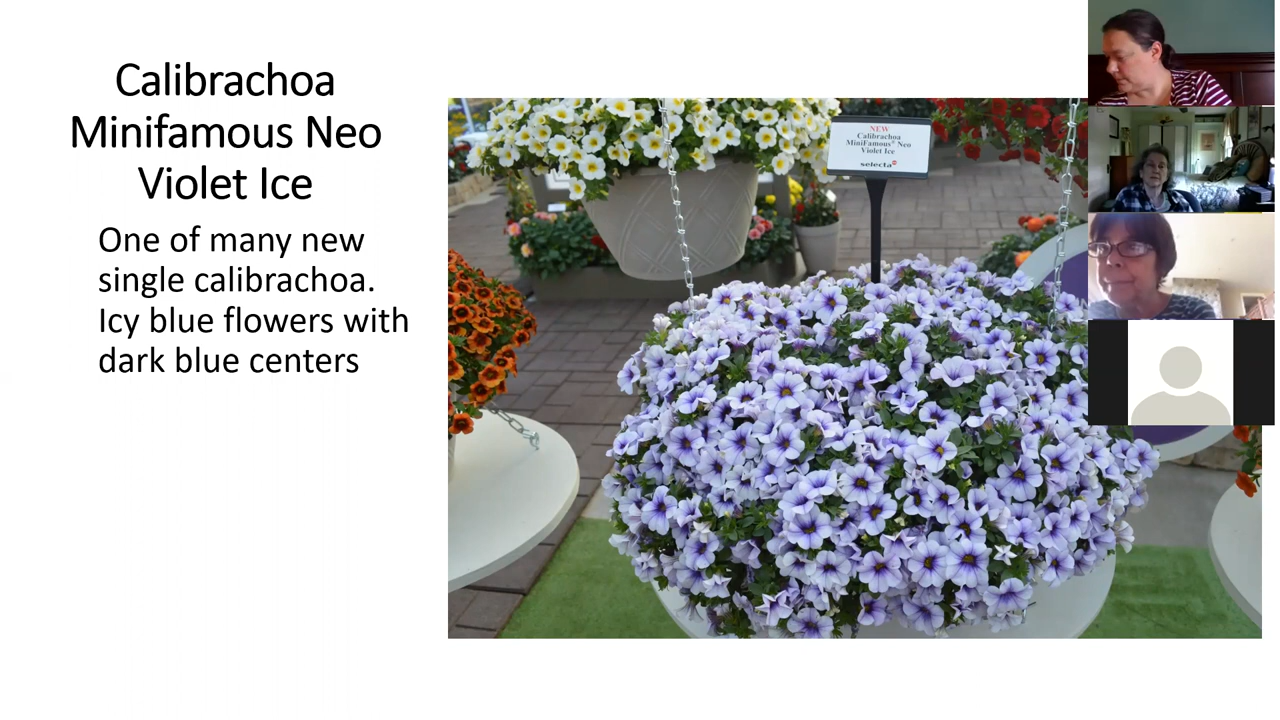 Calibrachoa
Minifamous Neo
Violet Ice
One of many new
single calibrachoa.
Icy blue flowers with
dark blue centers
NEW
Calibrachoa
MiniFamous® Neo
Violet Ice
selecta